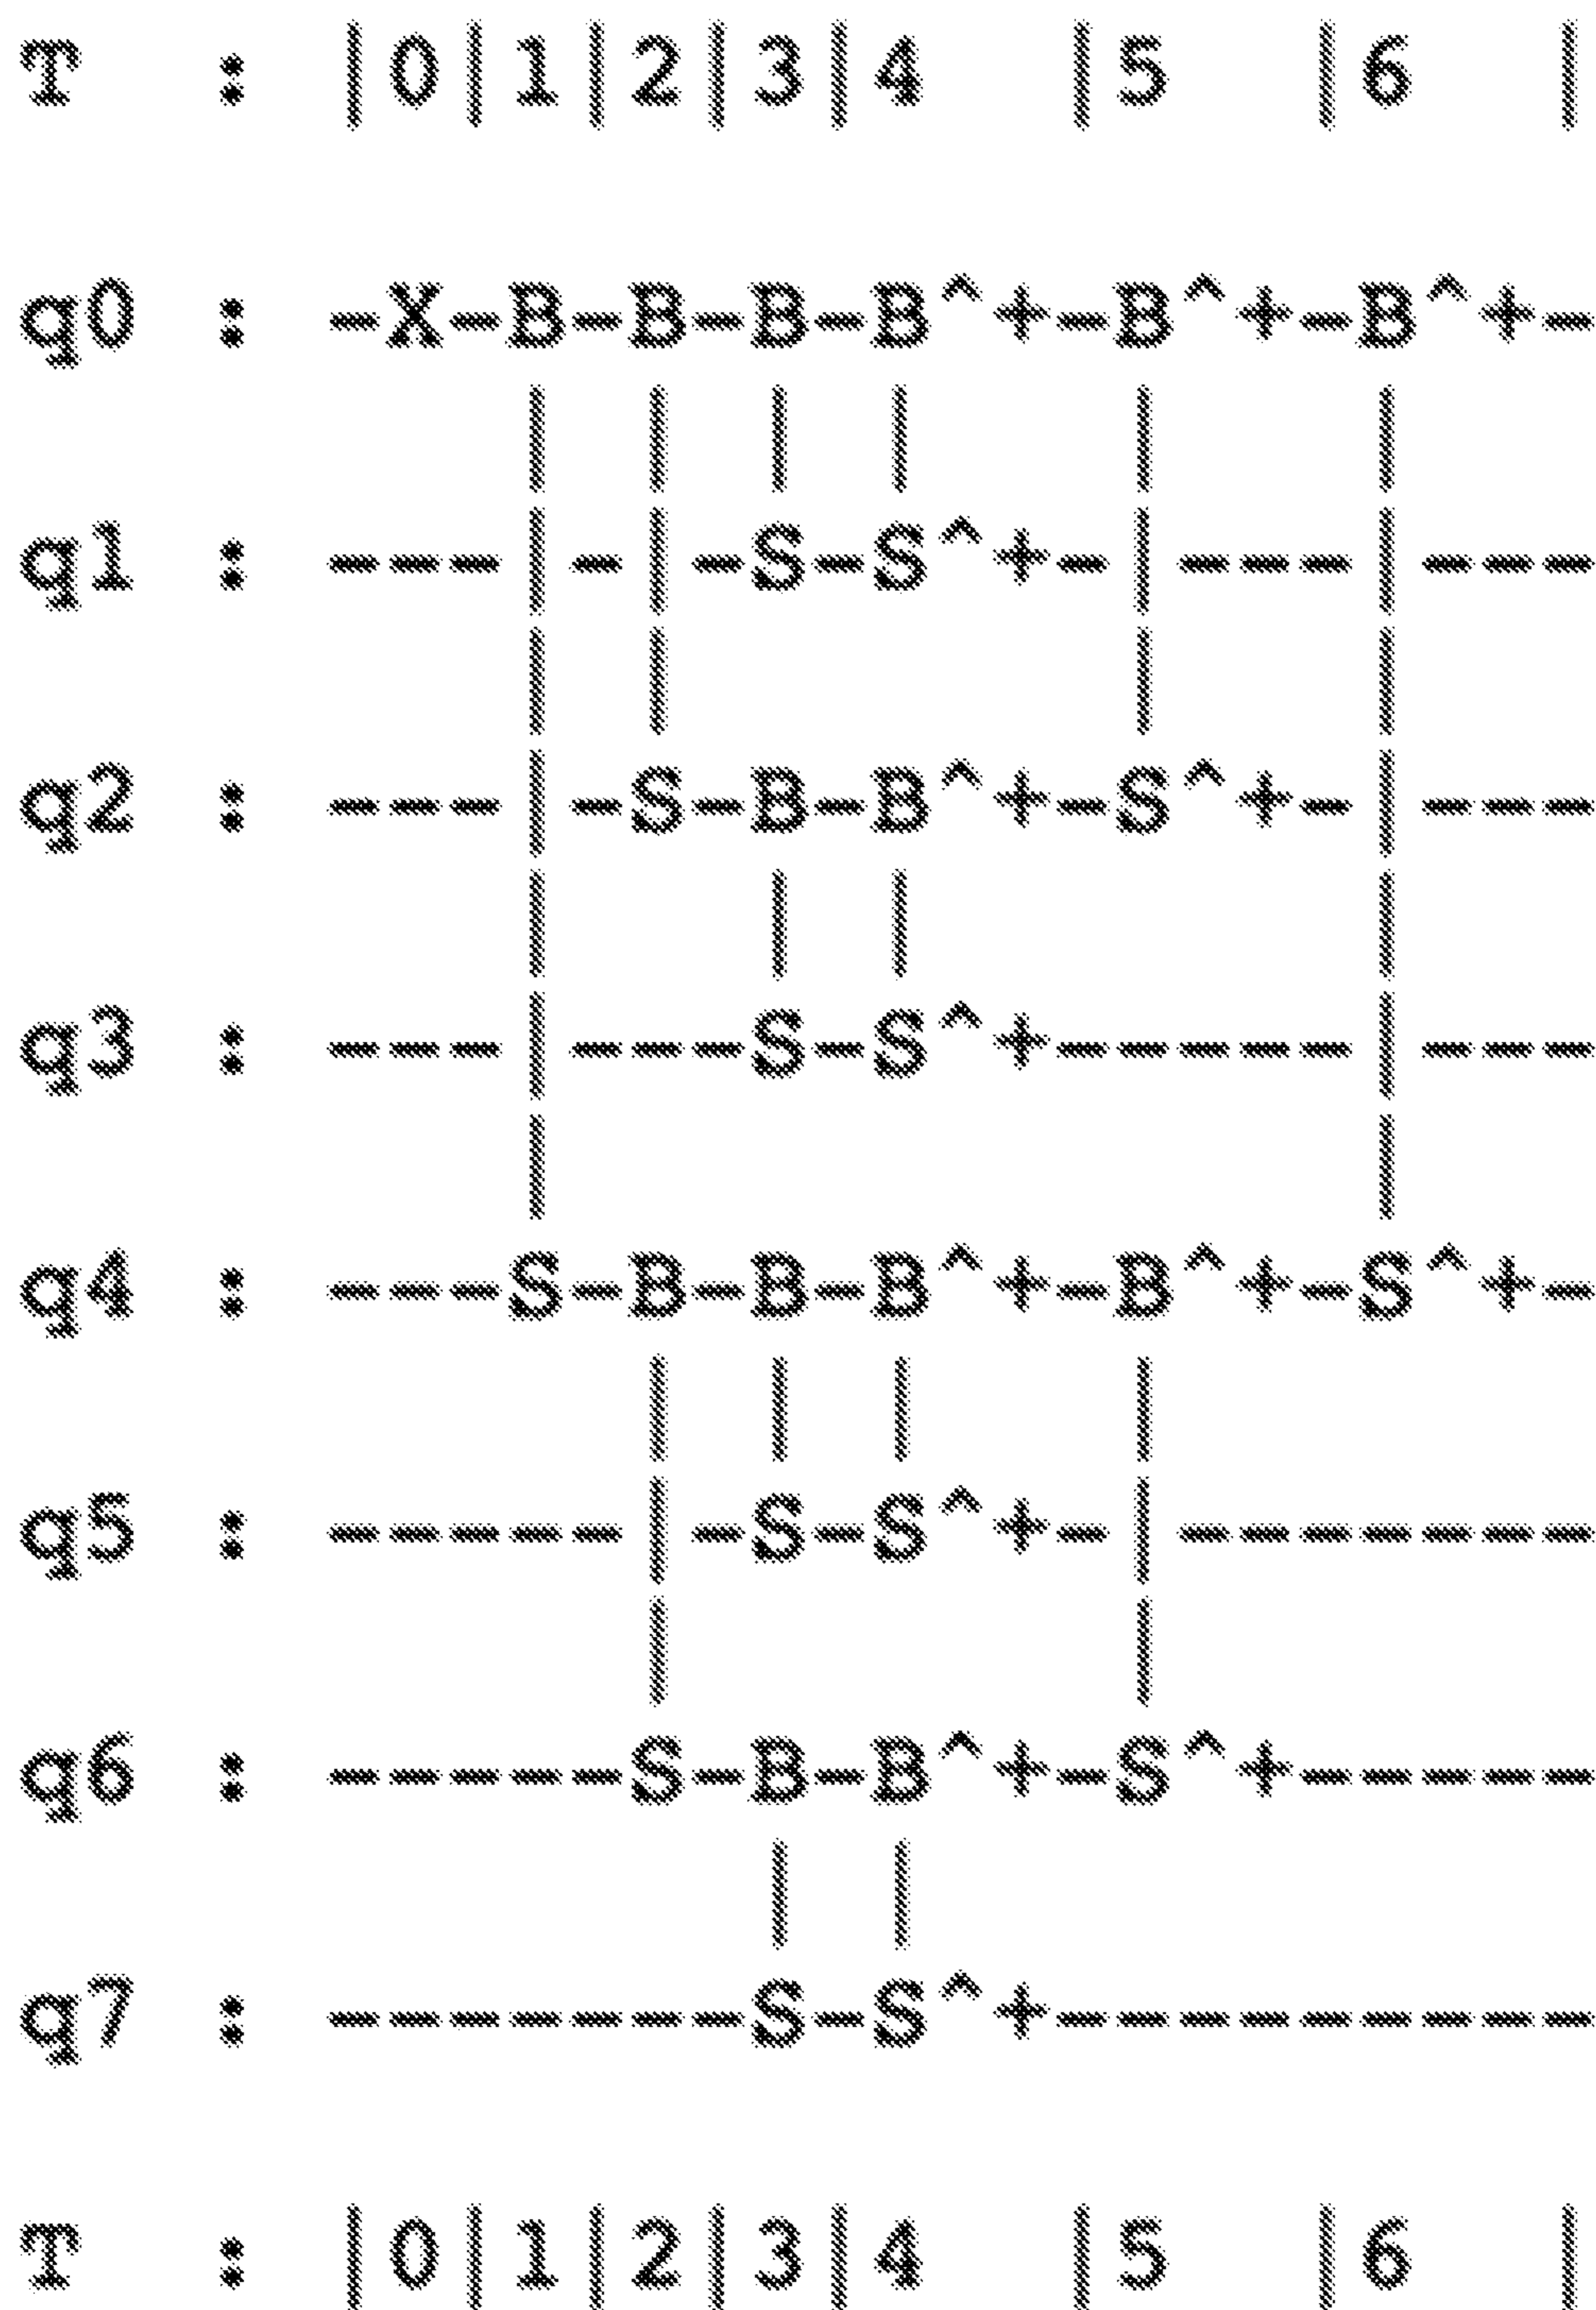 T  : |0|1|2|3|4  |5  |6  |
q0 : -X-B-B-B-B^+-B^+-B^+-
        | | | |   |   |
q1 : ---|-|-S-S^+-|---|---
        | |       |   |
q2 : ---|-S-B-B^+-S^+-|---
        |   | |       |
q3 : ---|---S-S^+-----|---
        |             |
q4 : ---S-B-B-B^+-B^+-S^+-
          | | |   |
q5 : -----|-S-S^+-|-------
          |       |
q6 : -----S-B-B^+-S^+-----
            | |
q7 : -------S-S^+---------
T  : |0|1|2|3|4  |5  |6  |